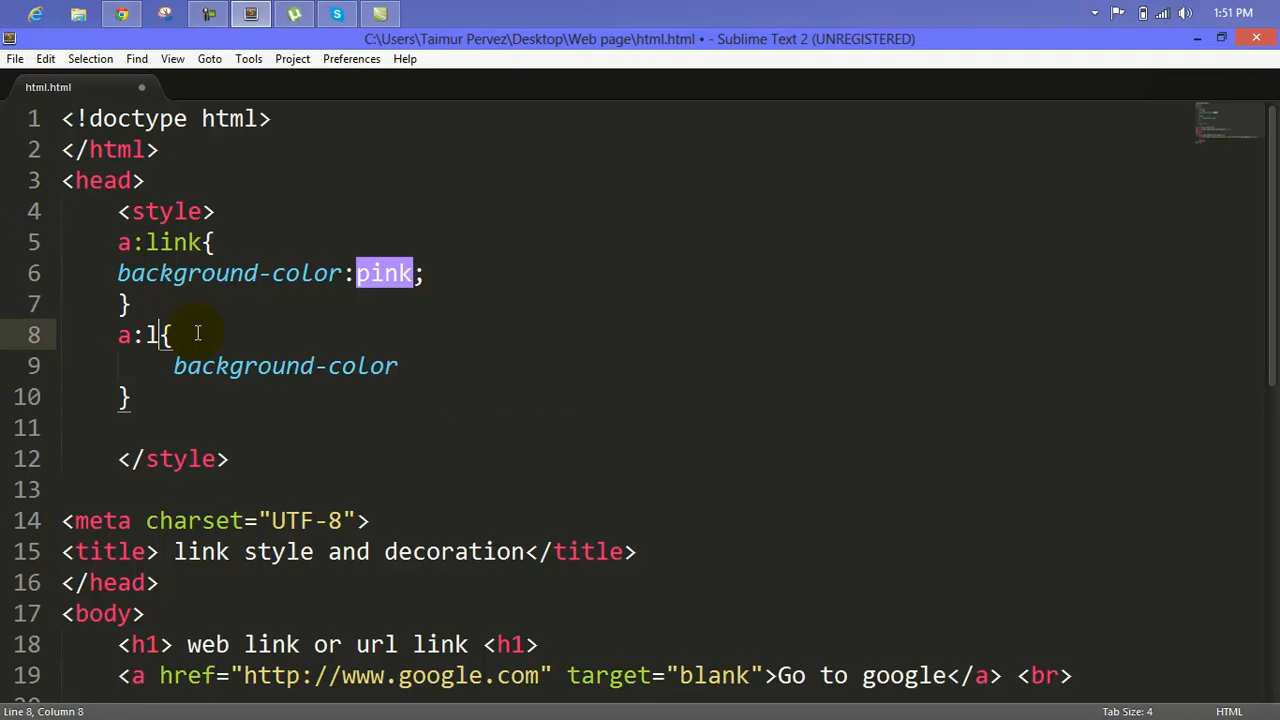 1:51 PM
C:\Users\Taimur Pervez\Desktop\Web page\html.html • - Sublime Text 2 (UNREGISTERED)
File Edit Selection Find View Goto Tools Project Preferences Help
html.html
1 <!doctype html>
2 </html>
3 <head>
4 <style>
5 a:link{
6 background-color:pink;
7 }
8 a:l{
9 background-color
10 }
11
12 </style>
13
14 <meta charset="UTF-8">
15 <title> link style and decoration</title>
16 </head>
17 <body>
18 <h1> web link or url link <h1>
19 <a href="http://www.google.com" target="blank">Go to google</a> <br>
Line 8, Column 8 Tab Size: 4 HTML